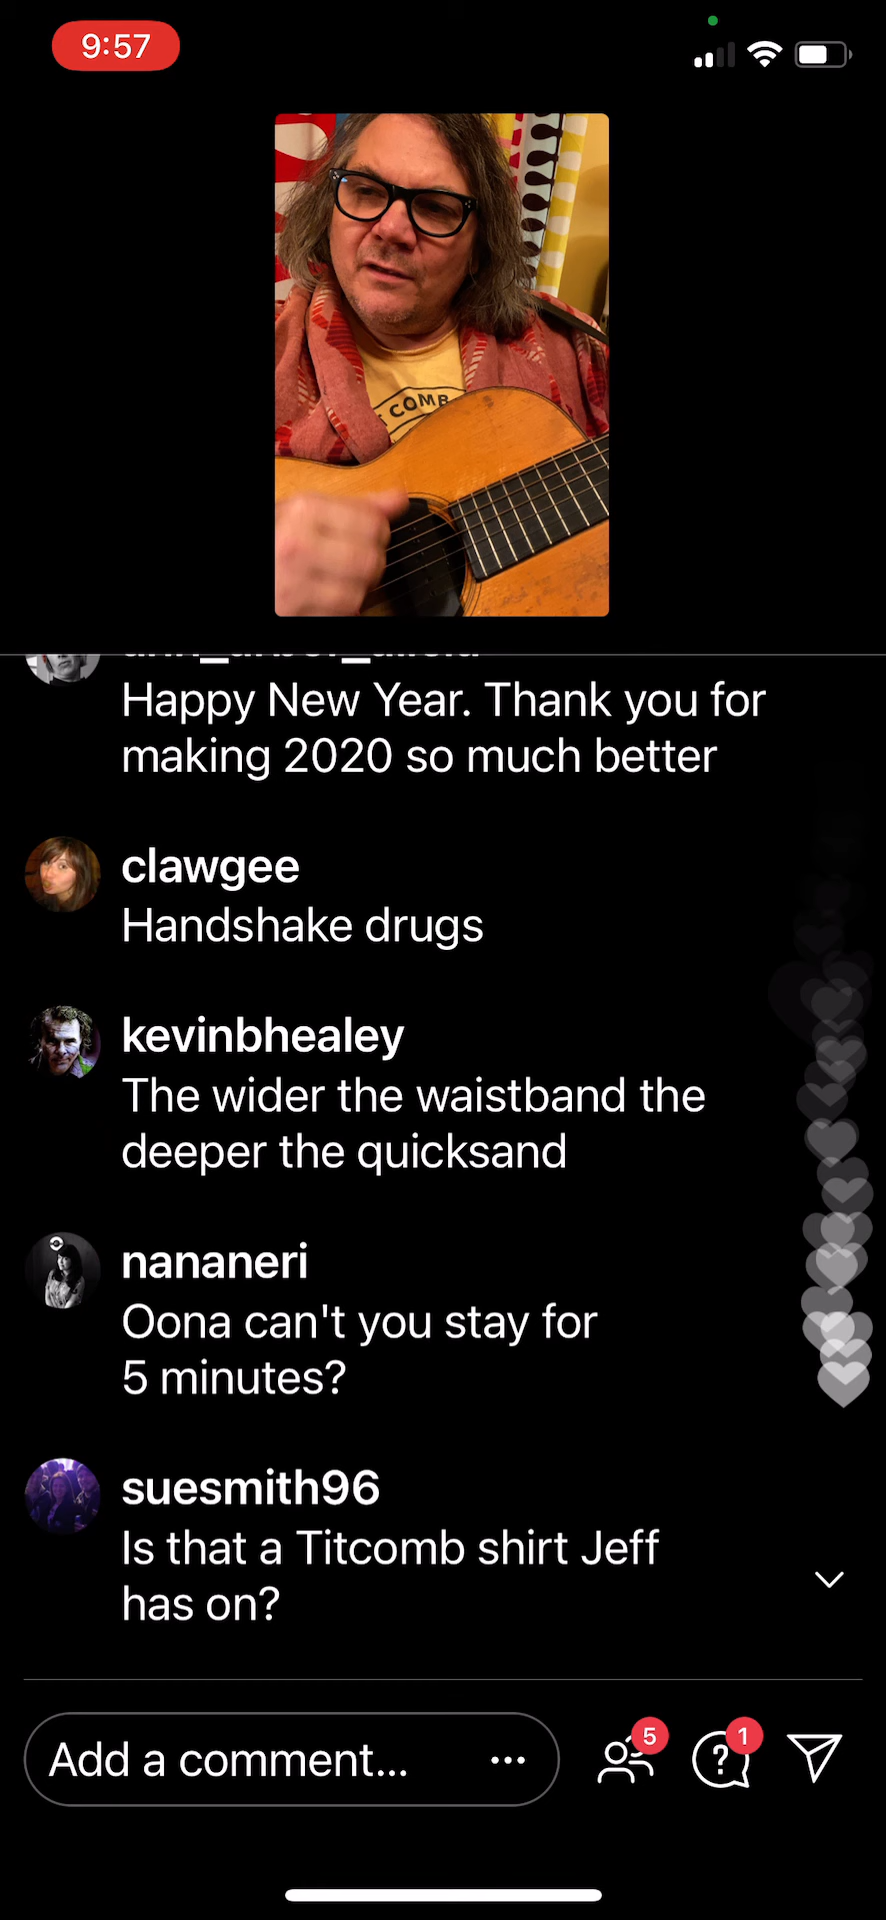 9:57
COMB
Happy New Year. Thank you for
making 2020 so much better
clawgee
Handshake drugs
kevinbhealey
The wider the waistband the
deeper the quicksand
nananeri
Oona can't you stay for
5 minutes?
suesmith96
Is that a Titcomb shirt Jeff
has on?
Add a comment...
5
1